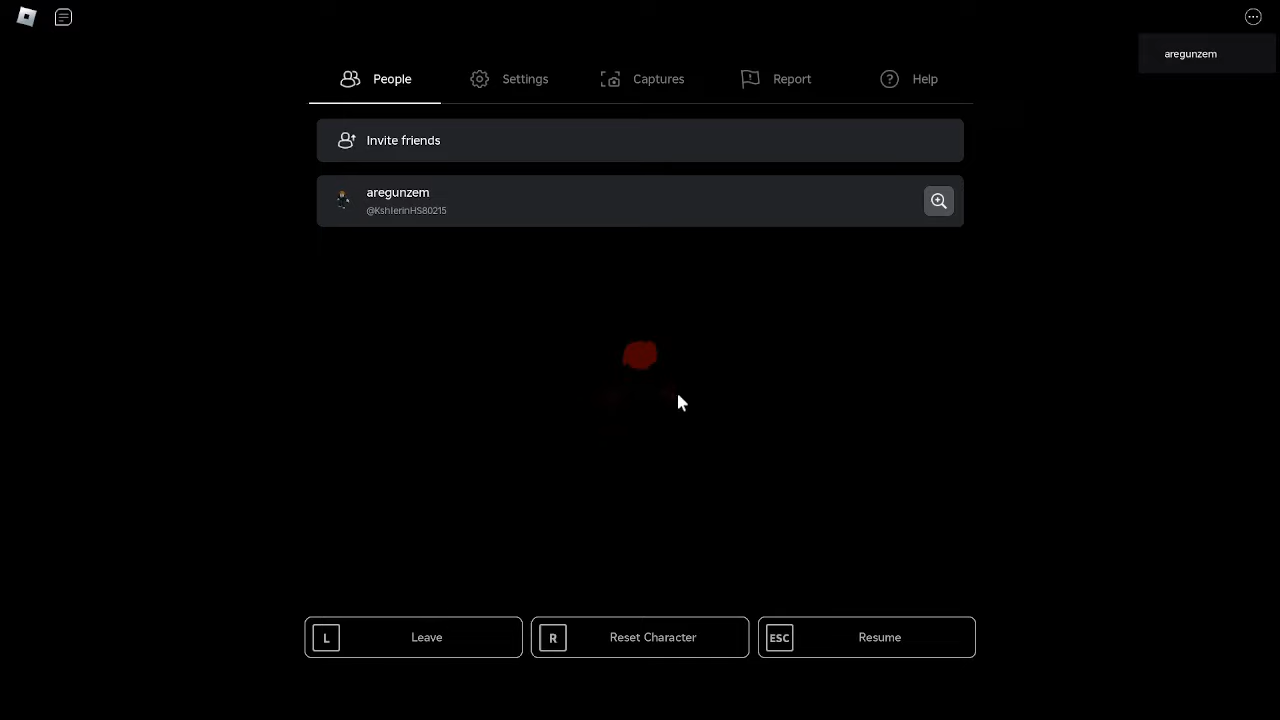 aregunzem
People
Settings
Captures
Report
Help
Invite friends
aregunzem
@KshlerinHS80215
L
Leave
R
Reset Character
ESC
Resume